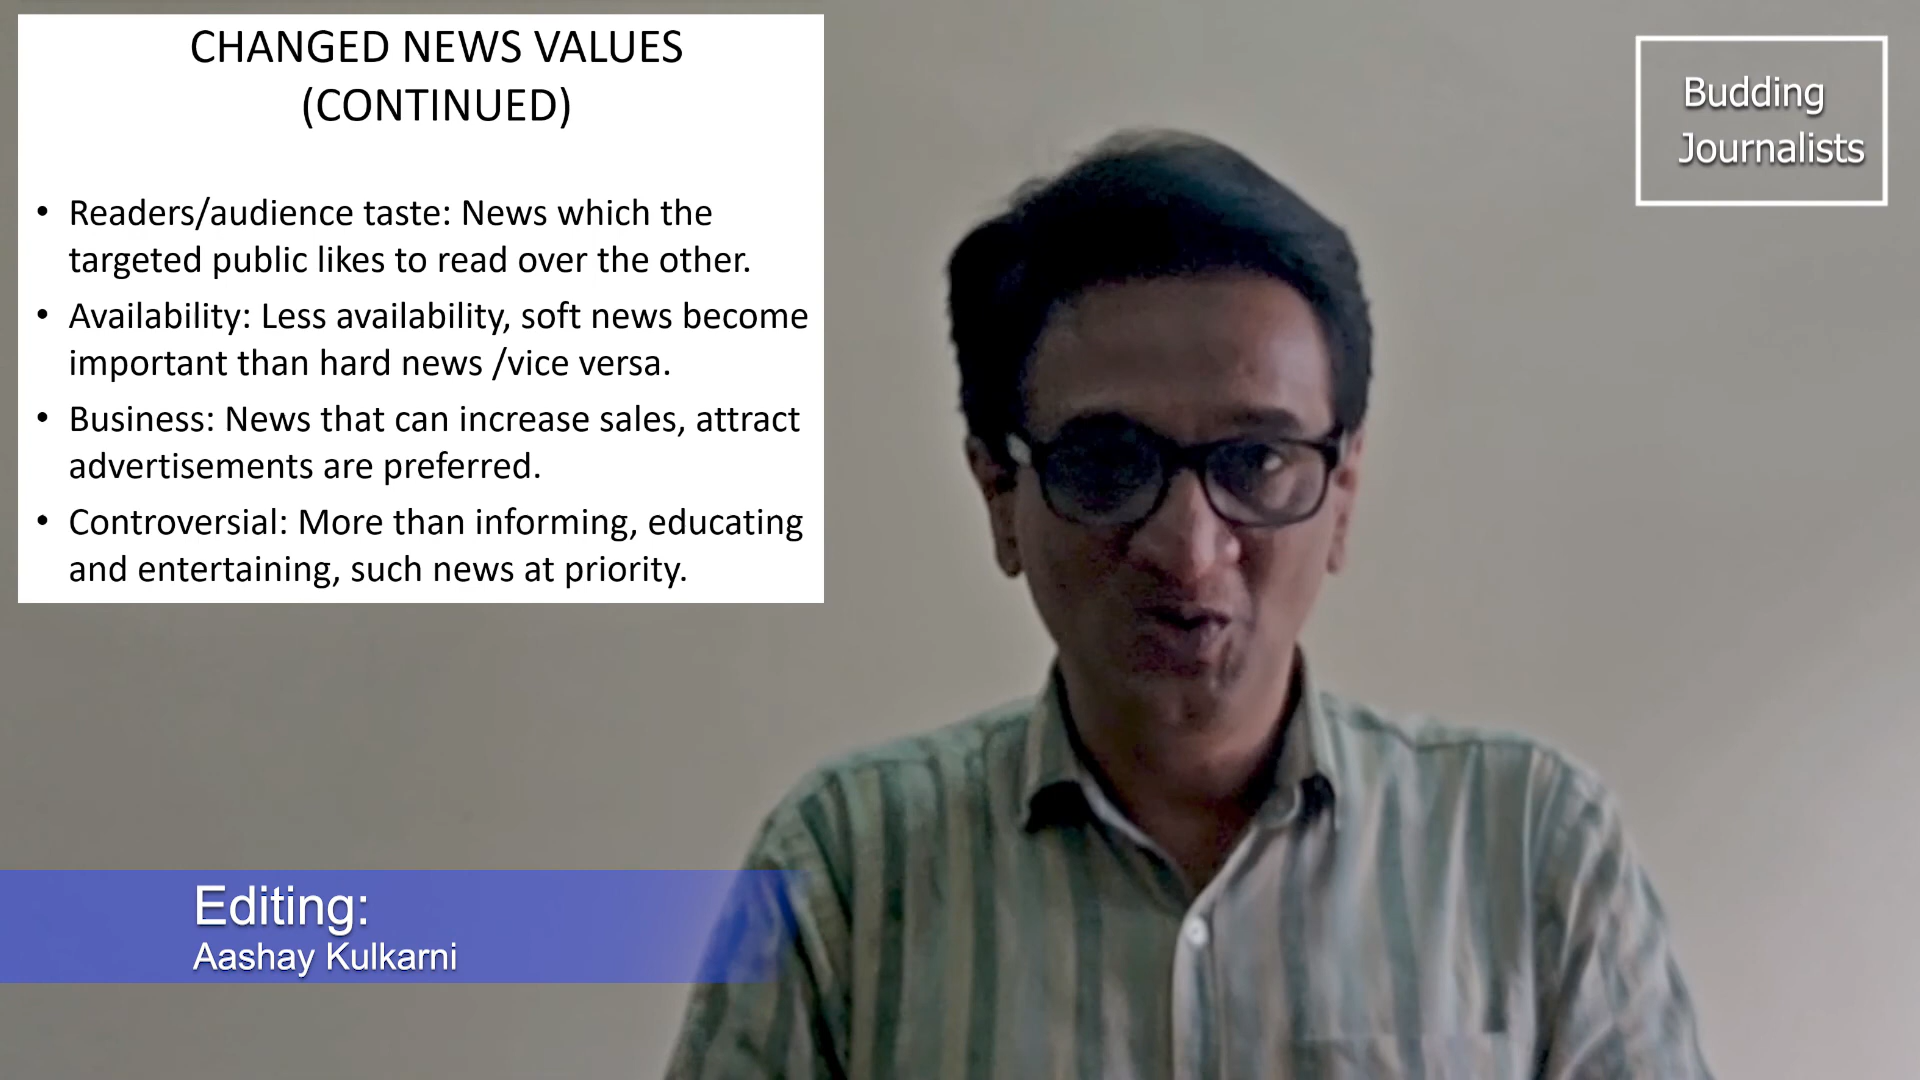 CHANGED NEWS VALUES
(CONTINUED)
• Readers/audience taste: News which the
targeted public likes to read over the other.
• Availability: Less availability, soft news become
important than hard news /vice versa.
• Business: News that can increase sales, attract
advertisements are preferred.
• Controversial: More than informing, educating
and entertaining, such news at priority.
Budding
Journalists
Editing:
Aashay Kulkarni